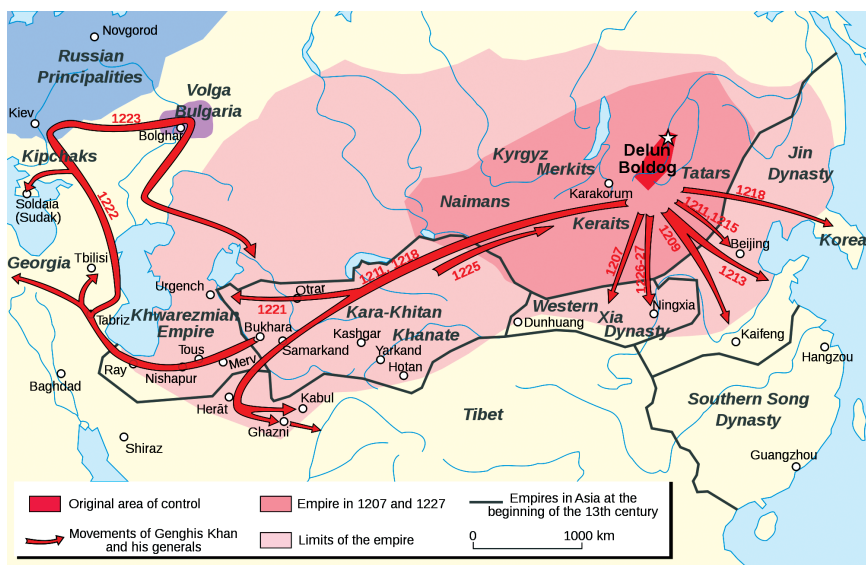 Novgorod
Russian
Principalities
Volga
Bulgaria
Kiev
1223
Bolghar
Kipchaks
Soldaia
(Sudak)
1222
Kyrgyz
Merkits
Delun
Boldog
Tatars
Jin
Dynasty
Karakorum
Naimans
Keraits
1218
1211,1215
Korea
Beijing
Georgia
Tbilisi
1207
1226-27
1209
1213
1211, 1218
1225
Urgench
Otrar
1221
Tabriz
Khwarezmian
Empire
Kara-Khitan
Khanate
Western
Xia
Dynasty
Ningxia
Dunhuang
Bukhara
Samarkand
Kashgar
Yarkand
Hotan
Kaifeng
Hangzou
Tous
Merv
Ray
Nishapur
Baghdad
Herāt
Kabul
Ghazni
Tibet
Southern Song
Dynasty
Shiraz
Guangzhou
Original area of control
Movements of Genghis Khan
and his generals
Empire in 1207 and 1227
Limits of the empire
Empires in Asia at the
beginning of the 13th century
0 1000 km